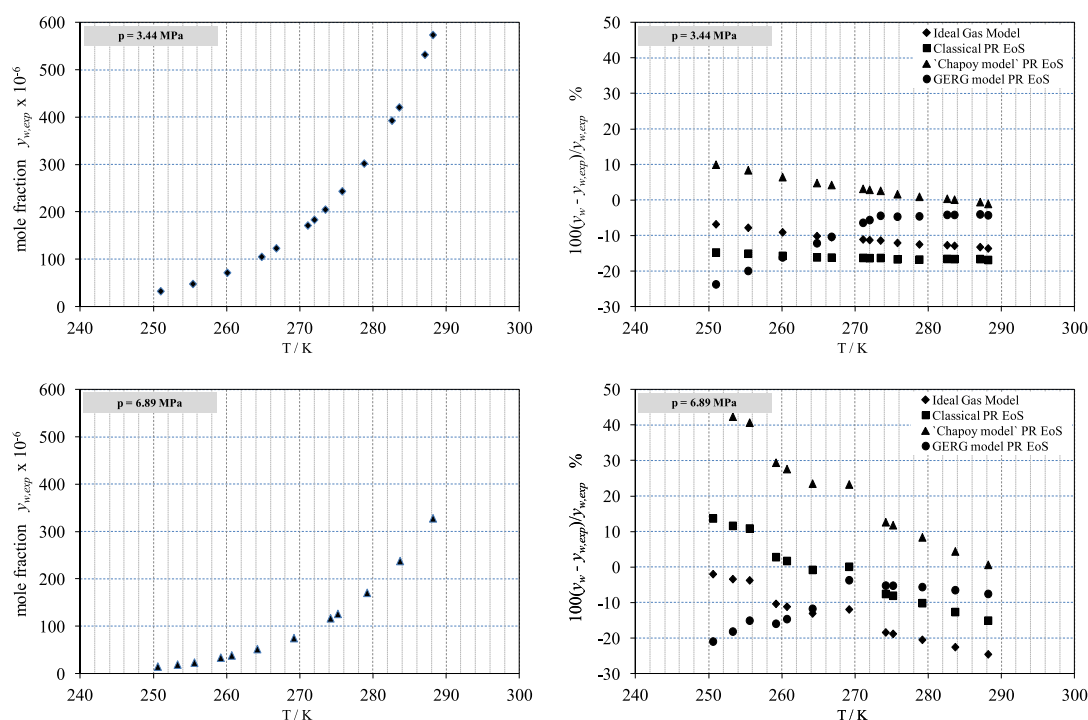 p = 3.44 MPa
mole fraction y_{w,exp} x 10^{-6}
600
500
400
300
200
100
0
240 250 260 270 280 290 300
T / K
p = 3.44 MPa
100(y_w - y_{w,exp})/y_{w,exp} %
50
40
30
20
10
0
-10
-20
-30
Ideal Gas Model
Classical PR EoS
`Chapoy model` PR EoS
GERG model PR EoS
240 250 260 270 280 290 300
T / K
p = 6.89 MPa
mole fraction y_{w,exp} x 10^{-6}
600
500
400
300
200
100
0
240 250 260 270 280 290 300
T / K
p = 6.89 MPa
100(y_w - y_{w,exp})/y_{w,exp} %
50
40
30
20
10
0
-10
-20
-30
Ideal Gas Model
Classical PR EoS
`Chapoy model` PR EoS
GERG model PR EoS
240 250 260 270 280 290 300
T / K